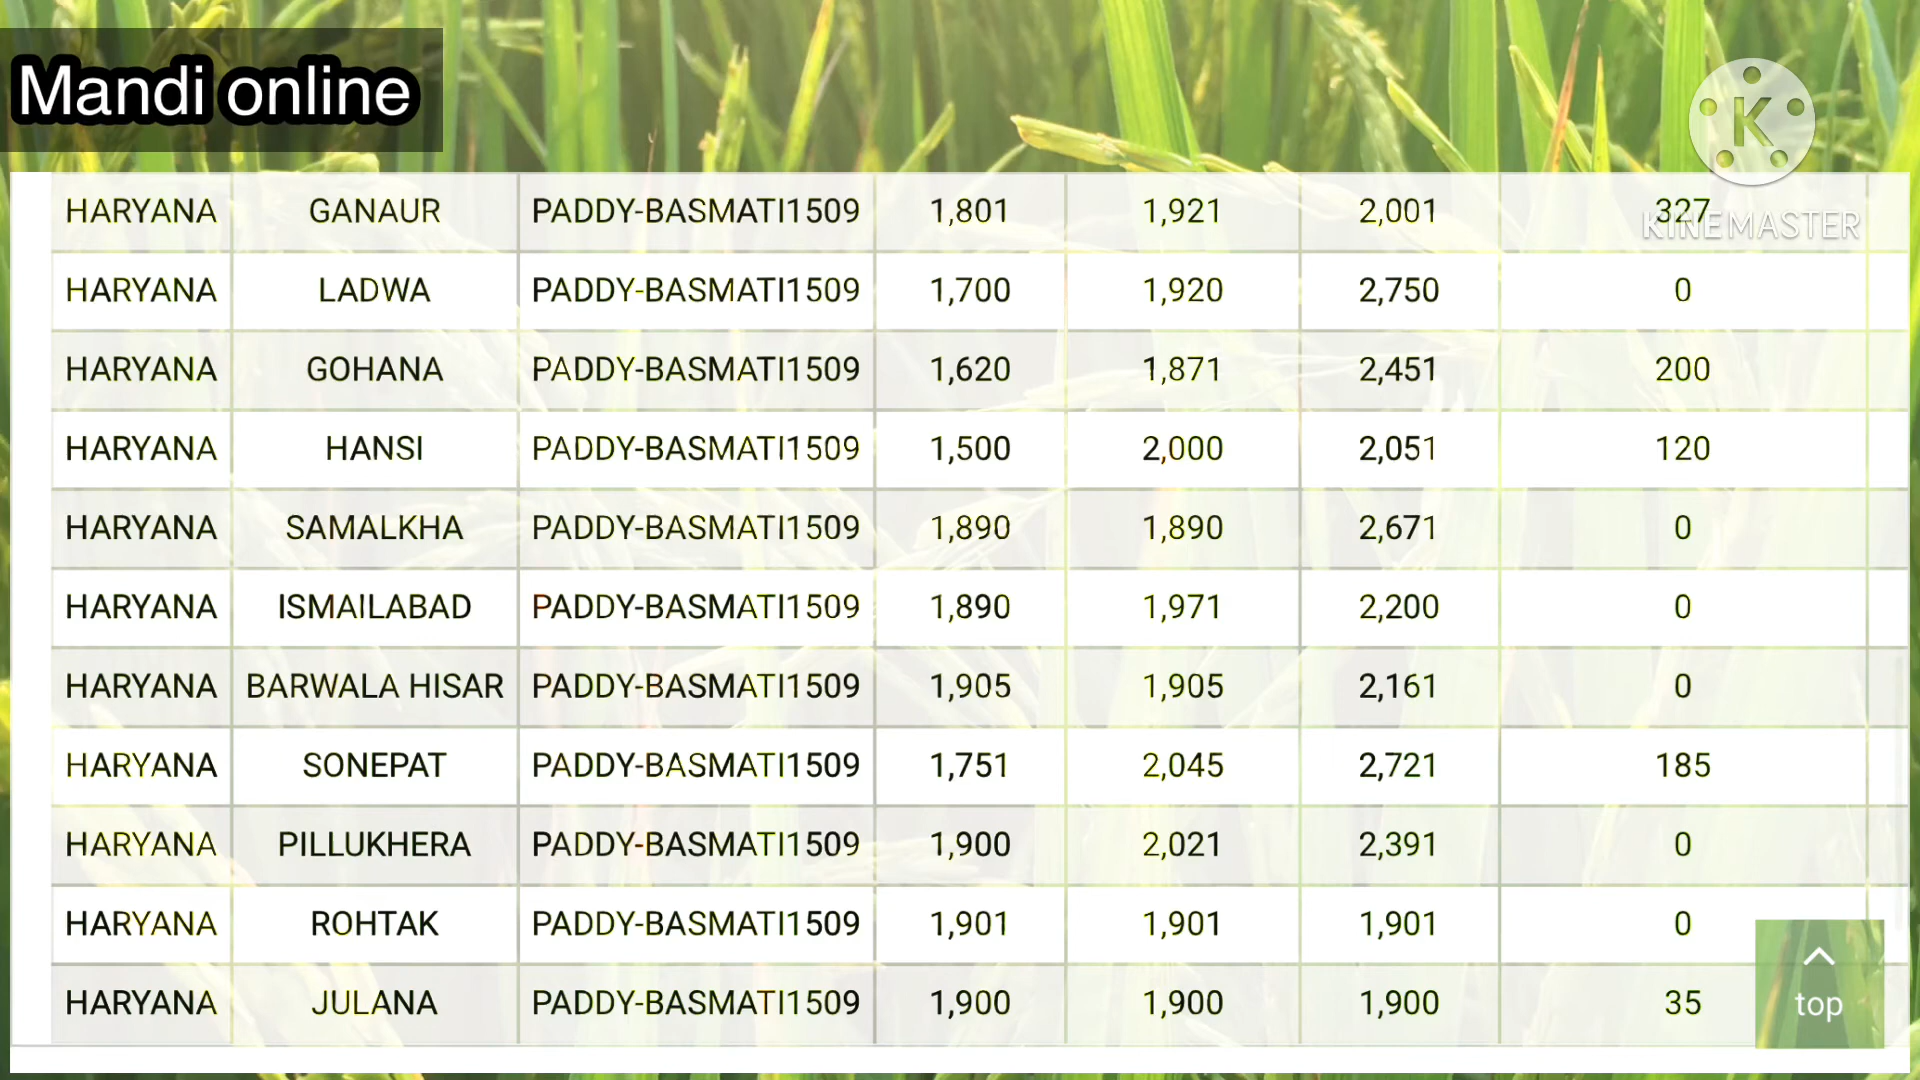 Mandi online
KINEMASTER
HARYANA GANAUR PADDY-BASMATI1509 1,801 1,921 2,001 327
HARYANA LADWA PADDY-BASMATI1509 1,700 1,920 2,750 0
HARYANA GOHANA PADDY-BASMATI1509 1,620 1,871 2,451 200
HARYANA HANSI PADDY-BASMATI1509 1,500 2,000 2,051 120
HARYANA SAMALKHA PADDY-BASMATI1509 1,890 1,890 2,671 0
HARYANA ISMAILABAD PADDY-BASMATI1509 1,890 1,971 2,200 0
HARYANA BARWALA HISAR PADDY-BASMATI1509 1,905 1,905 2,161 0
HARYANA SONEPAT PADDY-BASMATI1509 1,751 2,045 2,721 185
HARYANA PILLUKHERA PADDY-BASMATI1509 1,900 2,021 2,391 0
HARYANA ROHTAK PADDY-BASMATI1509 1,901 1,901 1,901 0
HARYANA JULANA PADDY-BASMATI1509 1,900 1,900 1,900 35
top